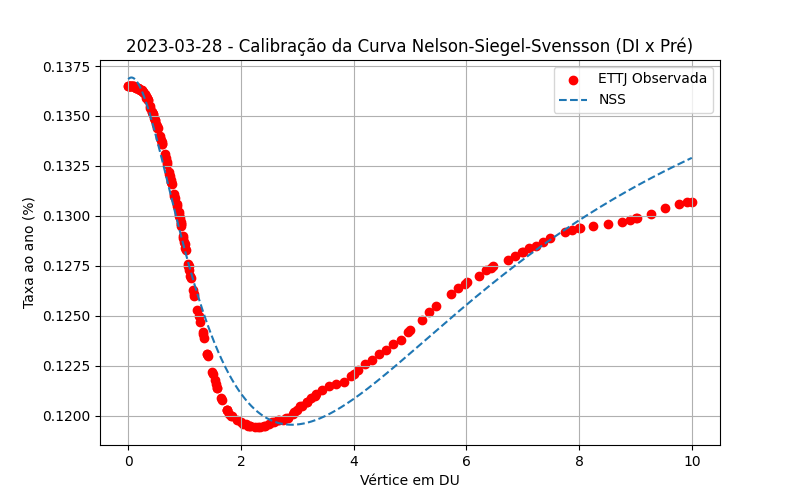 2023-03-28 - Calibração da Curva Nelson-Siegel-Svensson (DI x Pré)
0.1375
0.1350
0.1325
0.1300
0.1275
0.1250
0.1225
0.1200
Taxa ao ano (%)
ETTJ Observada
NSS
0 2 4 6 8 10
Vértice em DU